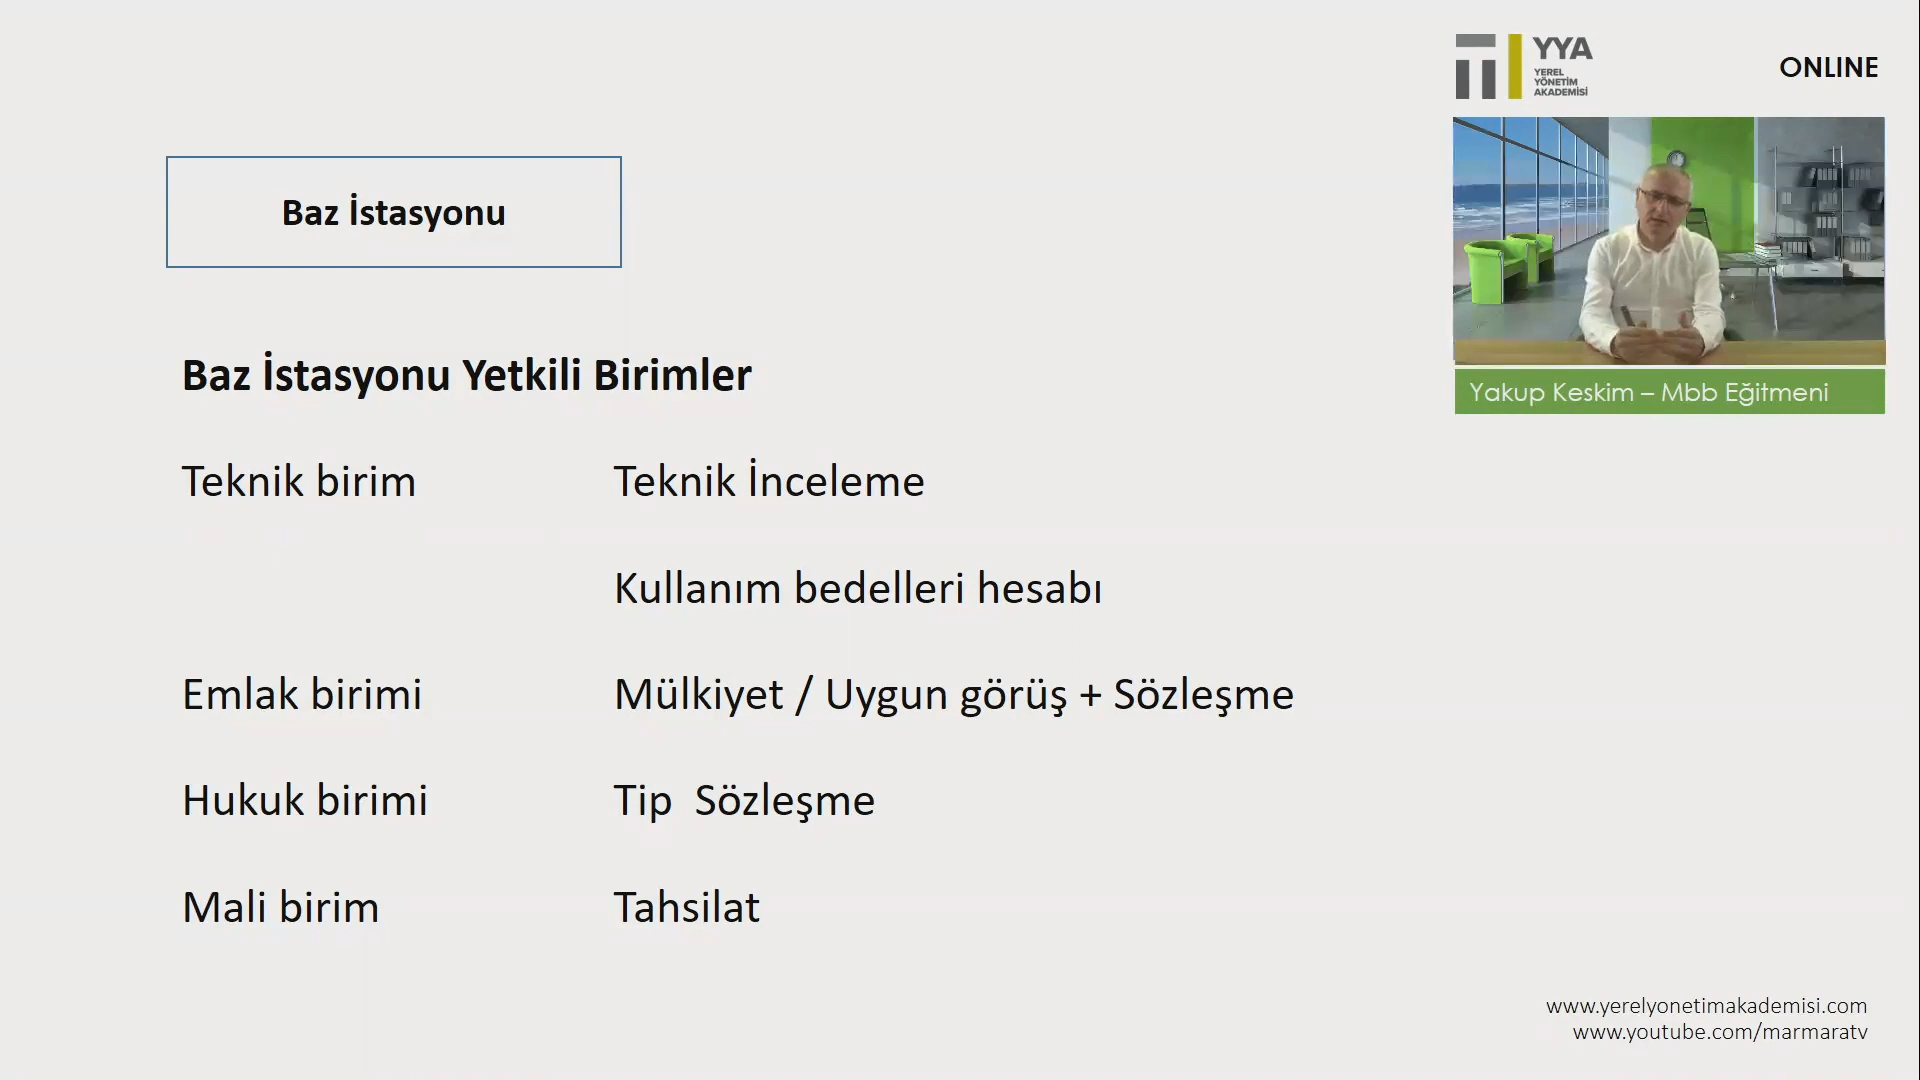 YYA
YEREL
YÖNETİM
AKADEMİSİ
ONLINE
Baz İstasyonu
Yakup Keskim – Mbb Eğitmeni
Baz İstasyonu Yetkili Birimler
Teknik birim Teknik İnceleme
Kullanım bedelleri hesabı
Emlak birimi Mülkiyet / Uygun görüş + Sözleşme
Hukuk birimi Tip Sözleşme
Mali birim Tahsilat
www.yerelyonetimakademisi.com
www.youtube.com/marmaratv